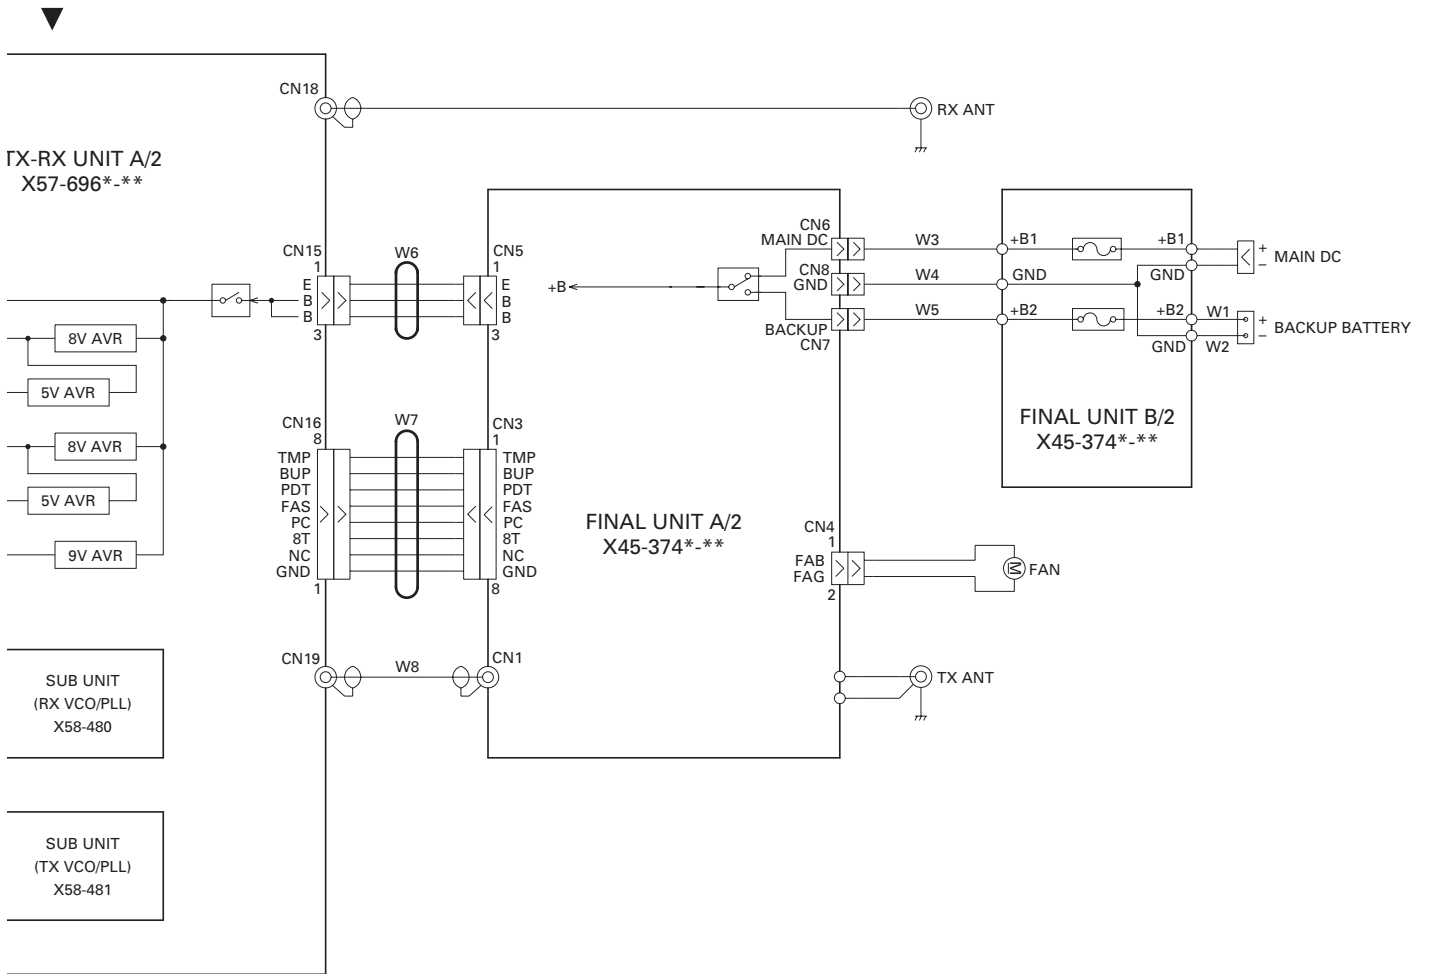 CN18
RX ANT
TX-RX UNIT A/2
X57-696*-**
CN15
1
W6
CN5
1
E
B
B
E
B
B
3
3
+B
CN6
MAIN DC
CN8
GND
BACKUP
CN7
W3
W4
W5
+B1
+B1
GND
GND
+B2
+B2
GND
W1
W2
+
−
MAIN DC
+
−
BACKUP BATTERY
FINAL UNIT B/2
X45-374*-**
8V AVR
5V AVR
8V AVR
5V AVR
9V AVR
CN16
8
W7
CN3
1
TMP
BUP
PDT
FAS
PC
8T
NC
GND
1
TMP
BUP
PDT
FAS
PC
8T
NC
GND
8
FINAL UNIT A/2
X45-374*-**
CN4
1
FAB
FAG
2
M
FAN
CN19
W8
CN1
TX ANT
SUB UNIT
(RX VCO/PLL)
X58-480
SUB UNIT
(TX VCO/PLL)
X58-481